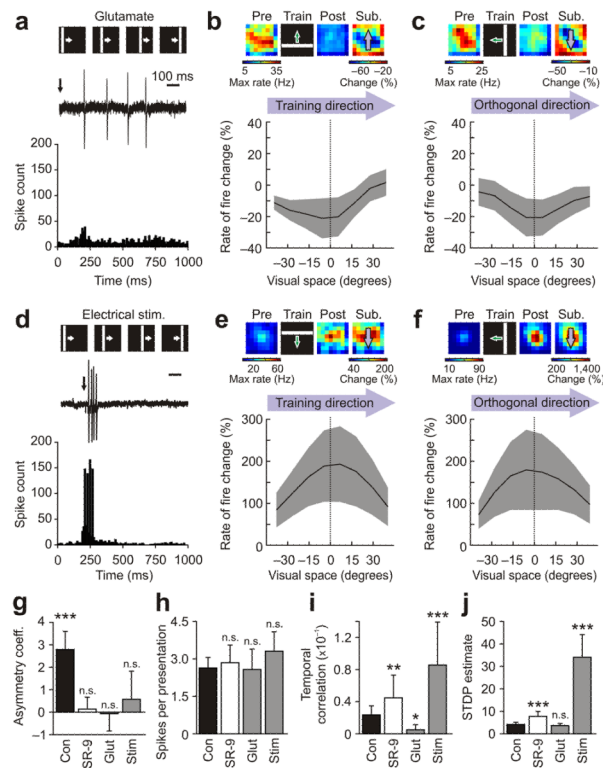 a
Glutamate
100 ms
Spike count
200
150
100
50
0
0 250 500 750 1000
Time (ms)
b
Pre Train Post Sub.
5 35
Max rate (Hz)
−60 −20
Change (%)
Training direction
Rate of fire change (%)
40
20
0
−20
−40
−30 −15 0 15 30
Visual space (degrees)
c
Pre Train Post Sub.
5 25
Max rate (Hz)
−50 −10
Change (%)
Orthogonal direction
Rate of fire change (%)
40
20
0
−20
−40
−30 −15 0 15 30
Visual space (degrees)
d
Electrical stim.
Spike count
200
150
100
50
0
0 250 500 750 1000
Time (ms)
e
Pre Train Post Sub.
20 60
Max rate (Hz)
40 200
Change (%)
Training direction
Rate of fire change (%)
300
200
100
0
−30 −15 0 15 30
Visual space (degrees)
f
Pre Train Post Sub.
10 90
Max rate (Hz)
200 1,400
Change (%)
Orthogonal direction
Rate of fire change (%)
300
200
100
0
−30 −15 0 15 30
Visual space (degrees)
g
Asymmetry coeff.
4
3
2
1
0
−1
***
n.s.
n.s.
n.s.
Con SR-9 Glut Stim
h
Spikes per presentation
4.5
3.0
1.5
0
n.s. n.s. n.s.
Con SR-9 Glut Stim
i
Temporal
correlation (x10⁻¹)
1.2
0.8
0.4
0
**
*
***
Con SR-9 Glut Stim
j
STDP estimate
50
40
30
20
10
0
***
n.s.
***
Con SR-9 Glut Stim